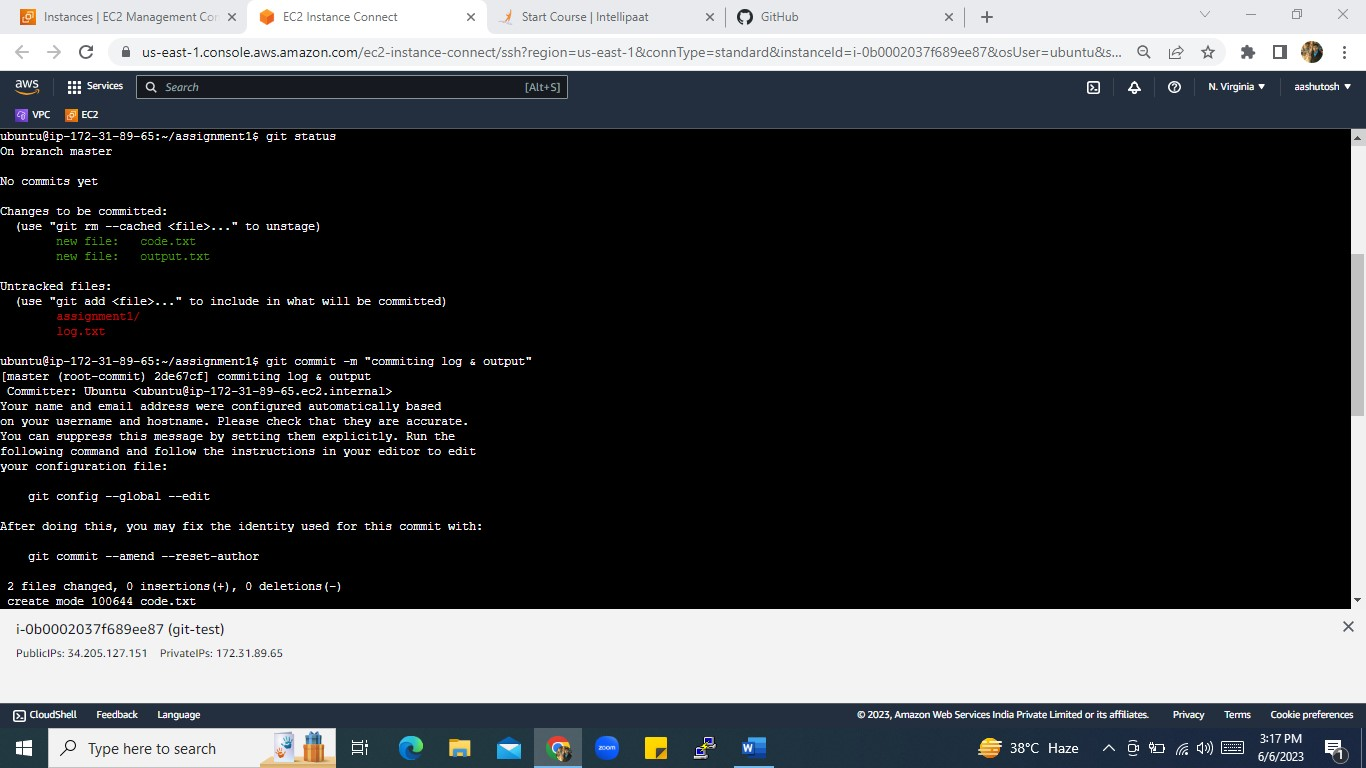 Instances | EC2 Management Con
EC2 Instance Connect
Start Course | Intellipaat
GitHub
us-east-1.console.aws.amazon.com/ec2-instance-connect/ssh?region=us-east-1&connType=standard&instanceId=i-0b0002037f689ee87&osUser=ubuntu&s...
aws
Services
Search
[Alt+S]
N. Virginia
aashutosh
VPC
EC2
ubuntu@ip-172-31-89-65:~/assignment1$ git status
On branch master
No commits yet
Changes to be committed:
(use "git rm --cached <file>..." to unstage)
new file:   code.txt
new file:   output.txt
Untracked files:
(use "git add <file>..." to include in what will be committed)
assignment1/
log.txt
ubuntu@ip-172-31-89-65:~/assignment1$ git commit -m "commiting log & output"
[master (root-commit) 2de67cf] commiting log & output
Committer: Ubuntu <ubuntu@ip-172-31-89-65.ec2.internal>
Your name and email address were configured automatically based
on your username and hostname. Please check that they are accurate.
You can suppress this message by setting them explicitly. Run the
following command and follow the instructions in your editor to edit
your configuration file:
git config --global --edit
After doing this, you may fix the identity used for this commit with:
git commit --amend --reset-author
2 files changed, 0 insertions(+), 0 deletions(-)
create mode 100644 code.txt
i-0b0002037f689ee87 (git-test)
PublicIPs: 34.205.127.151    PrivateIPs: 172.31.89.65
CloudShell
Feedback
Language
© 2023, Amazon Web Services India Private Limited or its affiliates.
Privacy
Terms
Cookie preferences
Type here to search
zoom
W
38°C Haze
3:17 PM
6/6/2023
1